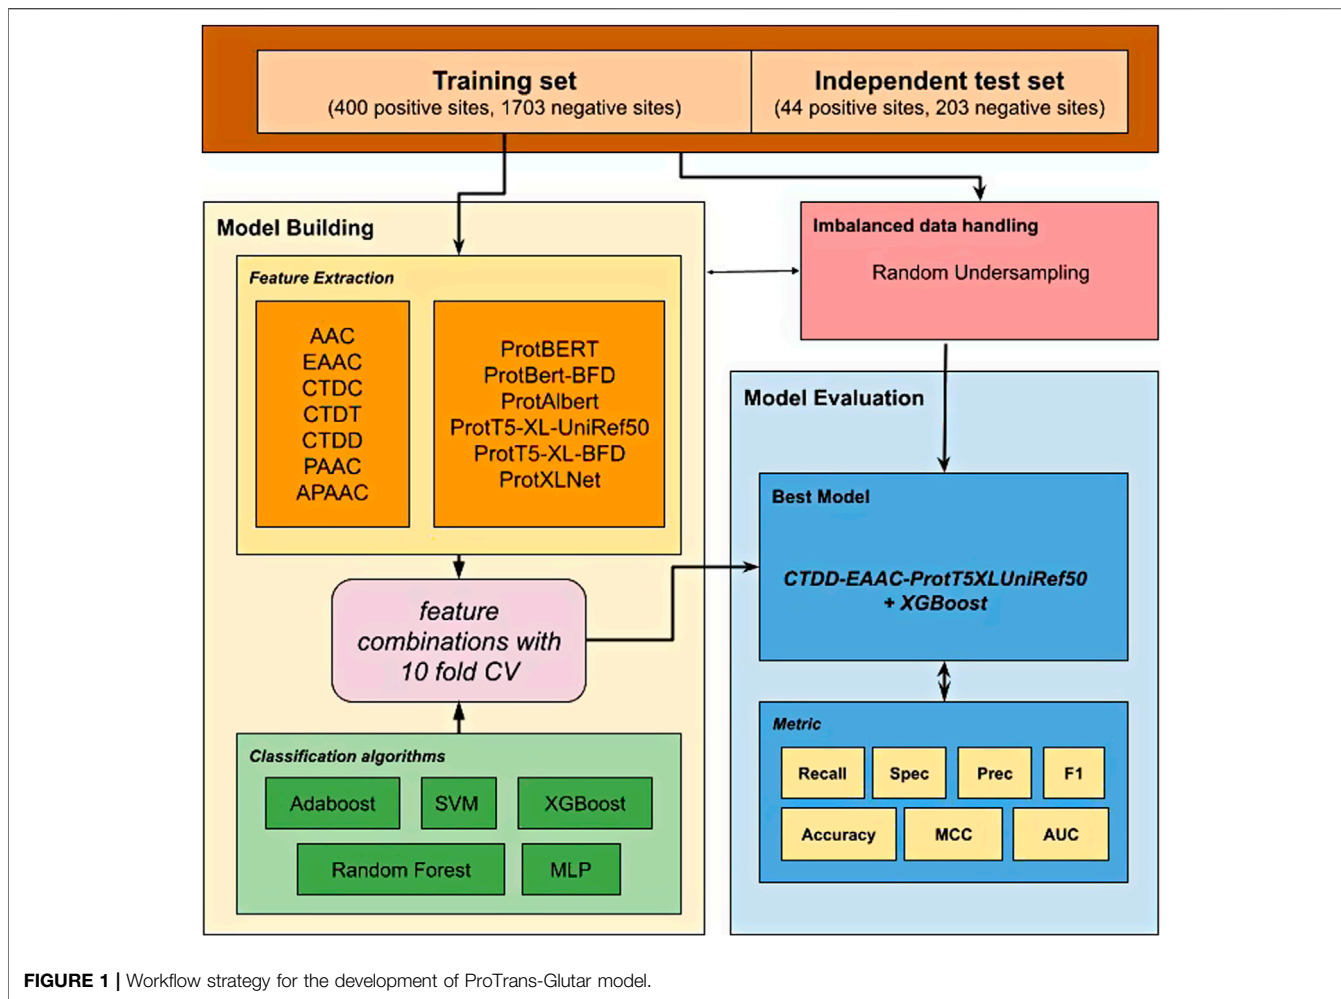 Training set
(400 positive sites, 1703 negative sites)
Independent test set
(44 positive sites, 203 negative sites)
Model Building
Feature Extraction
AAC
EAAC
CTDC
CTDT
CTDD
PAAC
APAAC
ProtBERT
ProtBert-BFD
ProtAlbert
ProtT5-XL-UniRef50
ProtT5-XL-BFD
ProtXLNet
feature
combinations with
10 fold CV
Classification algorithms
Adaboost
SVM
XGBoost
Random Forest
MLP
Imbalanced data handling
Random Undersampling
Model Evaluation
Best Model
CTDD-EAAC-ProtT5XLUniRef50
+ XGBoost
Metric
Recall
Spec
Prec
F1
Accuracy
MCC
AUC
FIGURE 1 | Workflow strategy for the development of ProTrans-Glutar model.